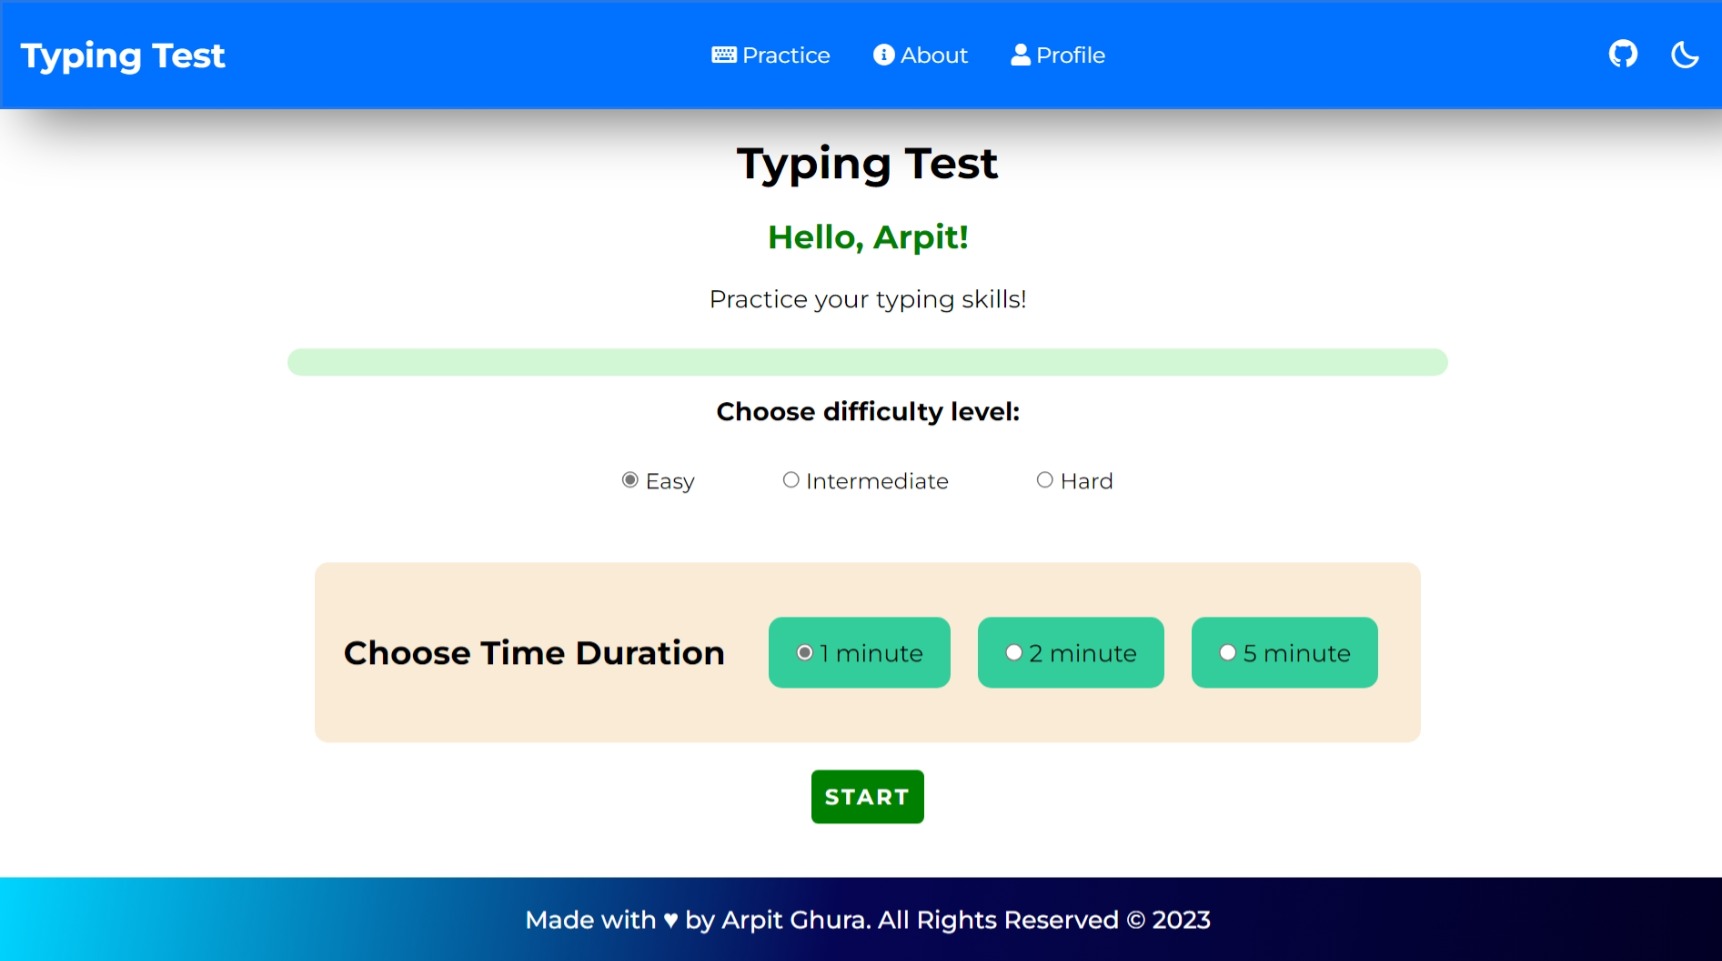 Typing Test
Practice About Profile
Typing Test
Hello, Arpit!
Practice your typing skills!
Choose difficulty level:
Easy Intermediate Hard
Choose Time Duration 1 minute 2 minute 5 minute
START
Made with ♥ by Arpit Ghura. All Rights Reserved © 2023